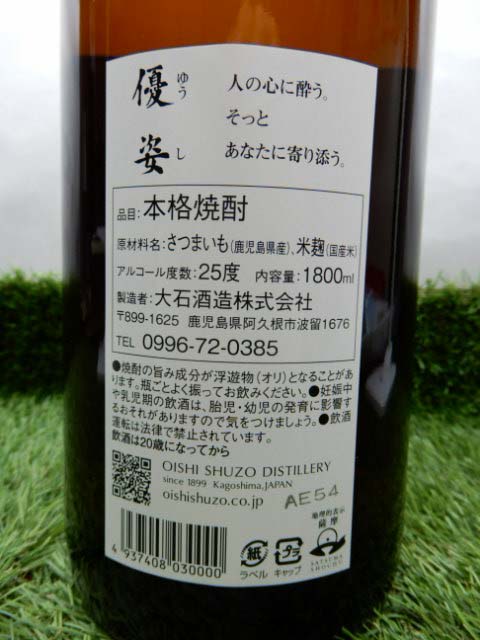 優姿
ゆうし
人の心に酔う。
そっと
あなたに寄り添う。
品目:本格焼酎
原材料名:さつまいも(鹿児島県産)、米麹(国産米)
アルコール度数:25度 内容量:1800ml
製造者:大石酒造株式会社
〒899-1625 鹿児島県阿久根市波留1676
TEL 0996-72-0385
●焼酎の旨み成分が浮遊物(オリ)となることがあ
ります。瓶ごとよく振ってお飲みください。●妊娠中
や乳児期の飲酒は、胎児・幼児の発育に影響す
るおそれがありますので気をつけましょう。●飲酒
運転は法律で禁止されています。
飲酒は20歳になってから
OISHI SHUZO DISTILLERY
since 1899 Kagoshima,JAPAN
oishishuzo.co.jp
AE54
4 937408 030000
紙
ラベル
プラ
キャップ
地理的表示
薩摩
SATSUMA
SHOCHU